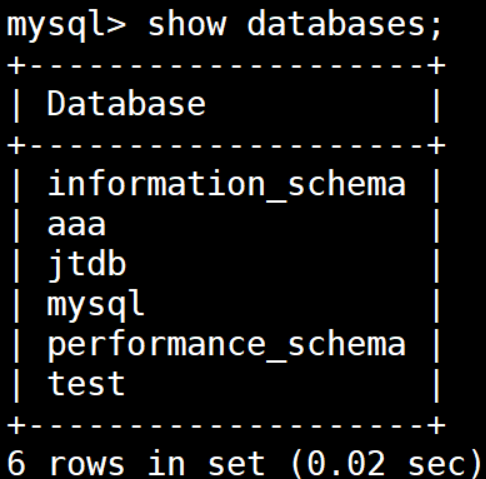 mysql> show databases;
+--------------------+
| Database           |
+--------------------+
| information_schema |
| aaa                |
| jtdb               |
| mysql              |
| performance_schema |
| test               |
+--------------------+
6 rows in set (0.02 sec)